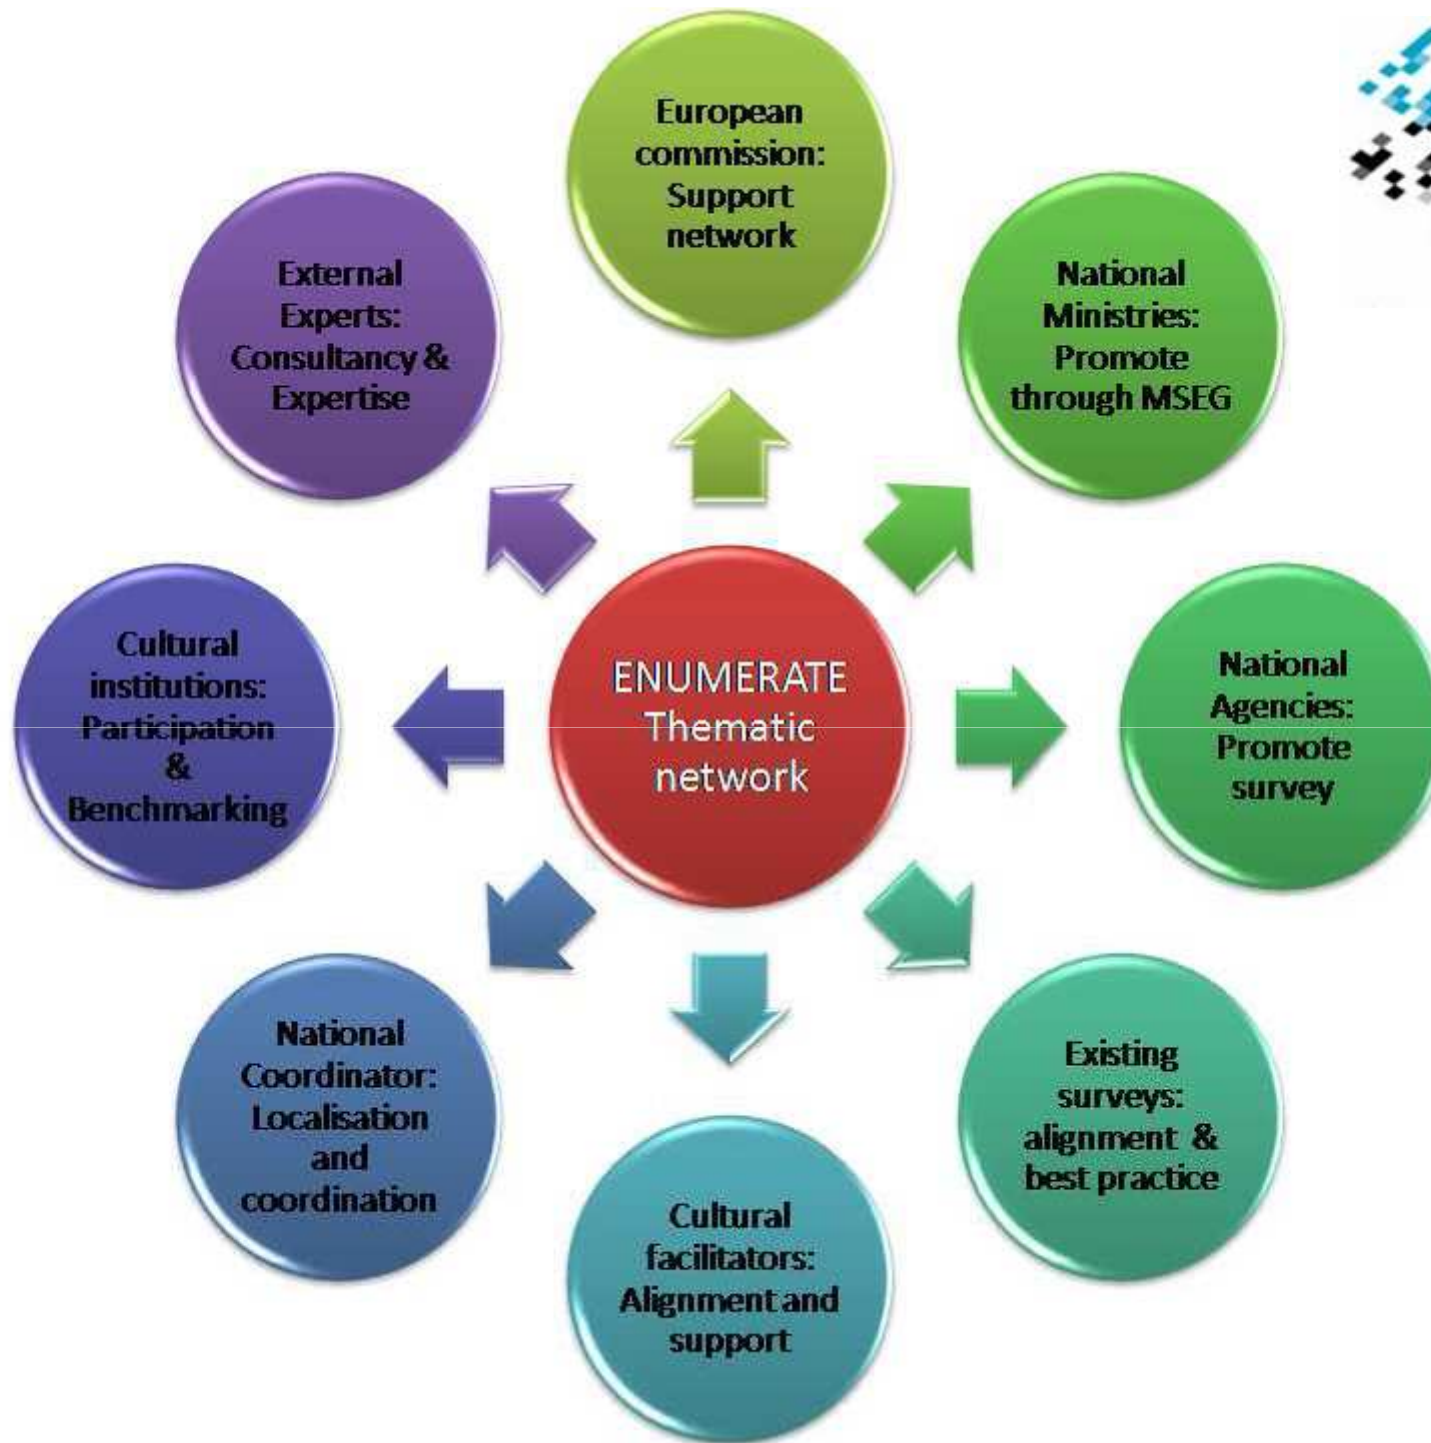 European
commission:
Support
network
National
Ministries:
Promote
through MSEG
National
Agencies:
Promote
survey
Existing
surveys:
alignment &
best practice
Cultural
facilitators:
Alignment and
support
National
Coordinator:
Localisation
and
coordination
Cultural
institutions:
Participation
&
Benchmarking
External
Experts:
Consultancy &
Expertise
ENUMERATE
Thematic
network